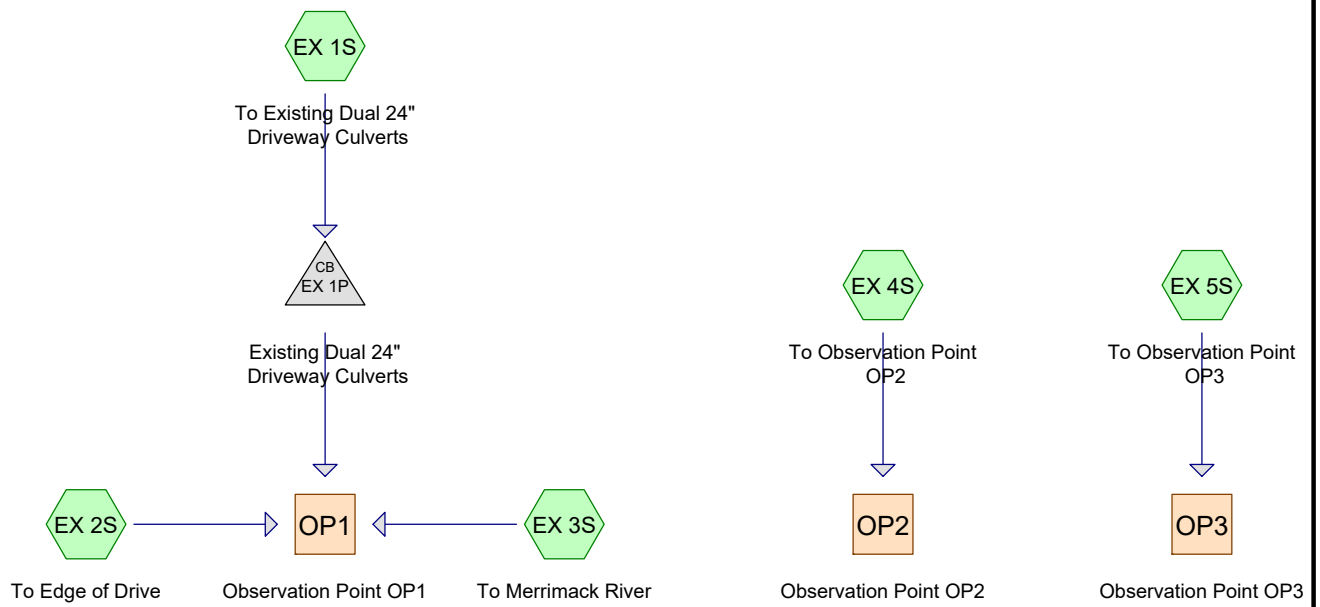 EX 1S
To Existing Dual 24"
Driveway Culverts
CB
EX 1P
Existing Dual 24"
Driveway Culverts
EX 4S
To Observation Point
OP2
EX 5S
To Observation Point
OP3
EX 2S
To Edge of Drive
OP1
Observation Point OP1
EX 3S
To Merrimack River
OP2
Observation Point OP2
OP3
Observation Point OP3